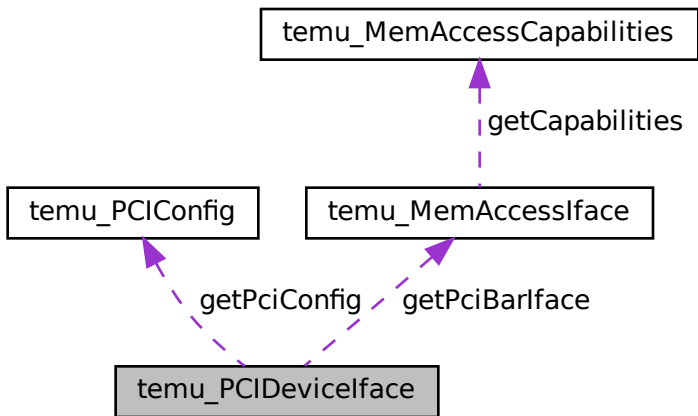 temu_MemAccessCapabilities
getCapabilities
temu_PCIConfig
temu_MemAccessIface
getPciConfig
getPciBarIface
temu_PCIDeviceIface